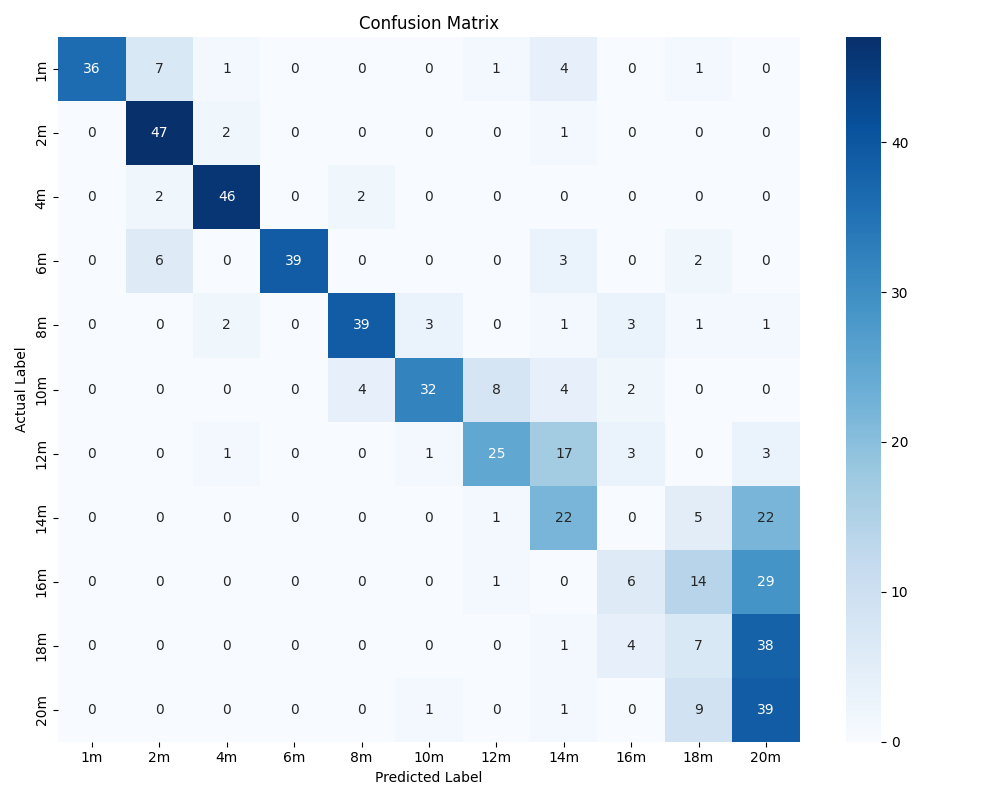 Confusion Matrix
Actual Label
1m 36 7 1 0 0 0 1 4 0 1 0
2m 0 47 2 0 0 0 0 1 0 0 0
4m 0 2 46 0 2 0 0 0 0 0 0
6m 0 6 0 39 0 0 0 3 0 2 0
8m 0 0 2 0 39 3 0 1 3 1 1
10m 0 0 0 0 4 32 8 4 2 0 0
12m 0 0 1 0 0 1 25 17 3 0 3
14m 0 0 0 0 0 0 1 22 0 5 22
16m 0 0 0 0 0 0 1 0 6 14 29
18m 0 0 0 0 0 0 0 1 4 7 38
20m 0 0 0 0 0 1 0 1 0 9 39
1m 2m 4m 6m 8m 10m 12m 14m 16m 18m 20m
Predicted Label
40
30
20
10
0